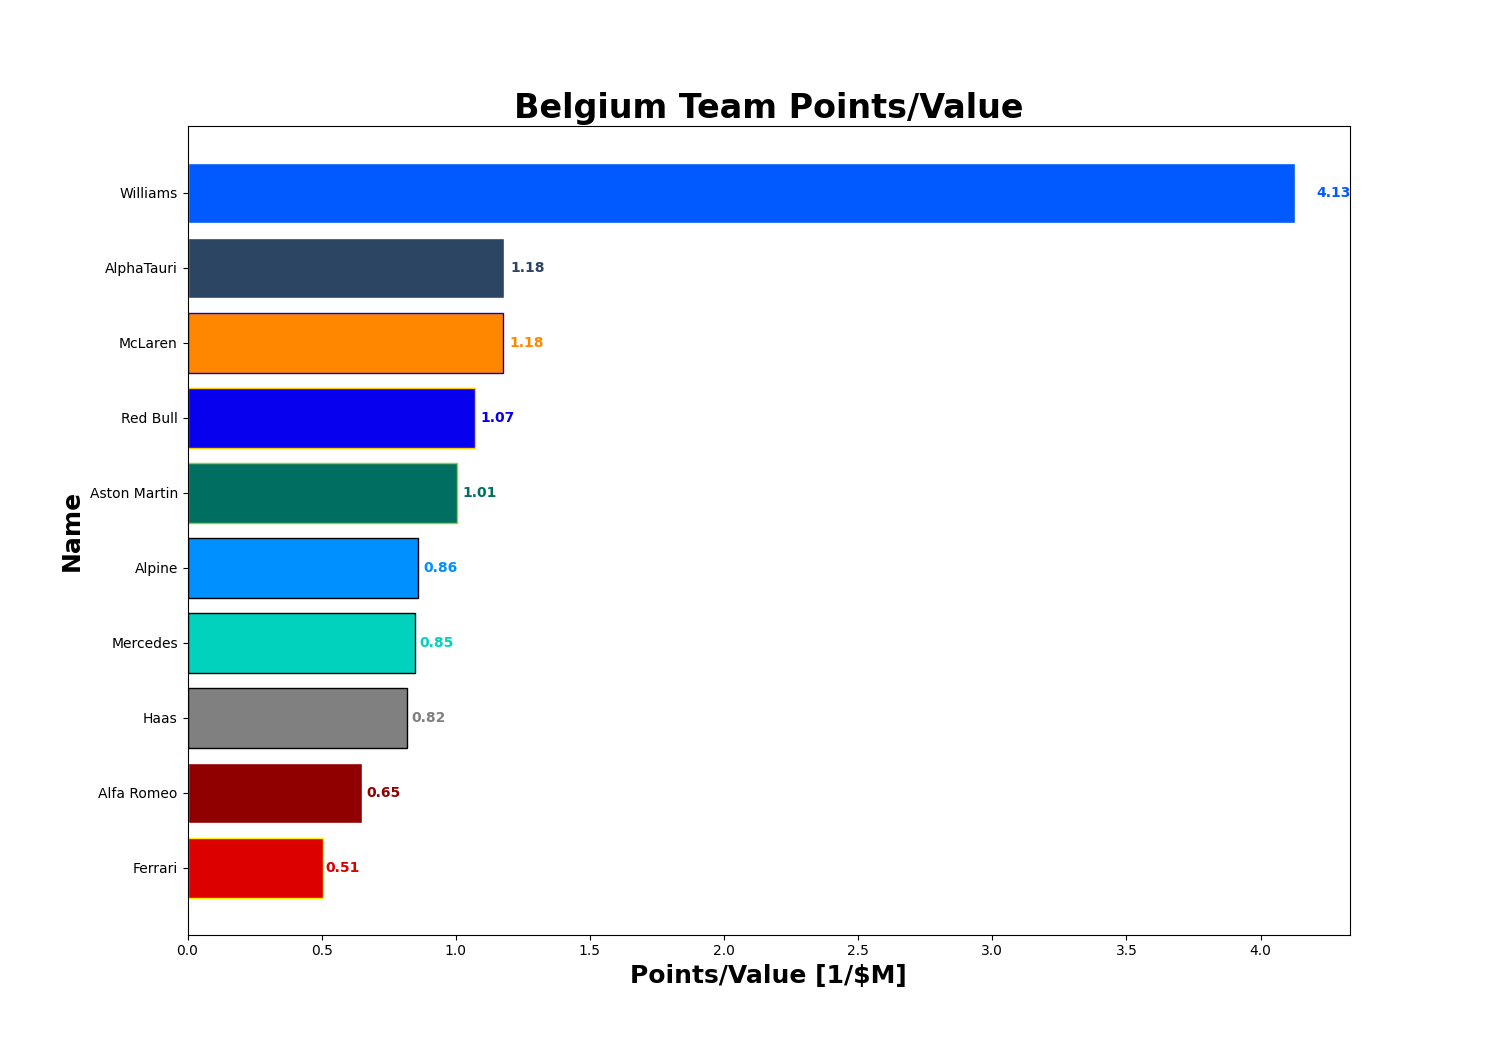 Belgium Team Points/Value
Williams 4.13
AlphaTauri 1.18
McLaren 1.18
Red Bull 1.07
Aston Martin 1.01
Alpine 0.86
Mercedes 0.85
Haas 0.82
Alfa Romeo 0.65
Ferrari 0.51
Name
0.0 0.5 1.0 1.5 2.0 2.5 3.0 3.5 4.0
Points/Value [1/$M]